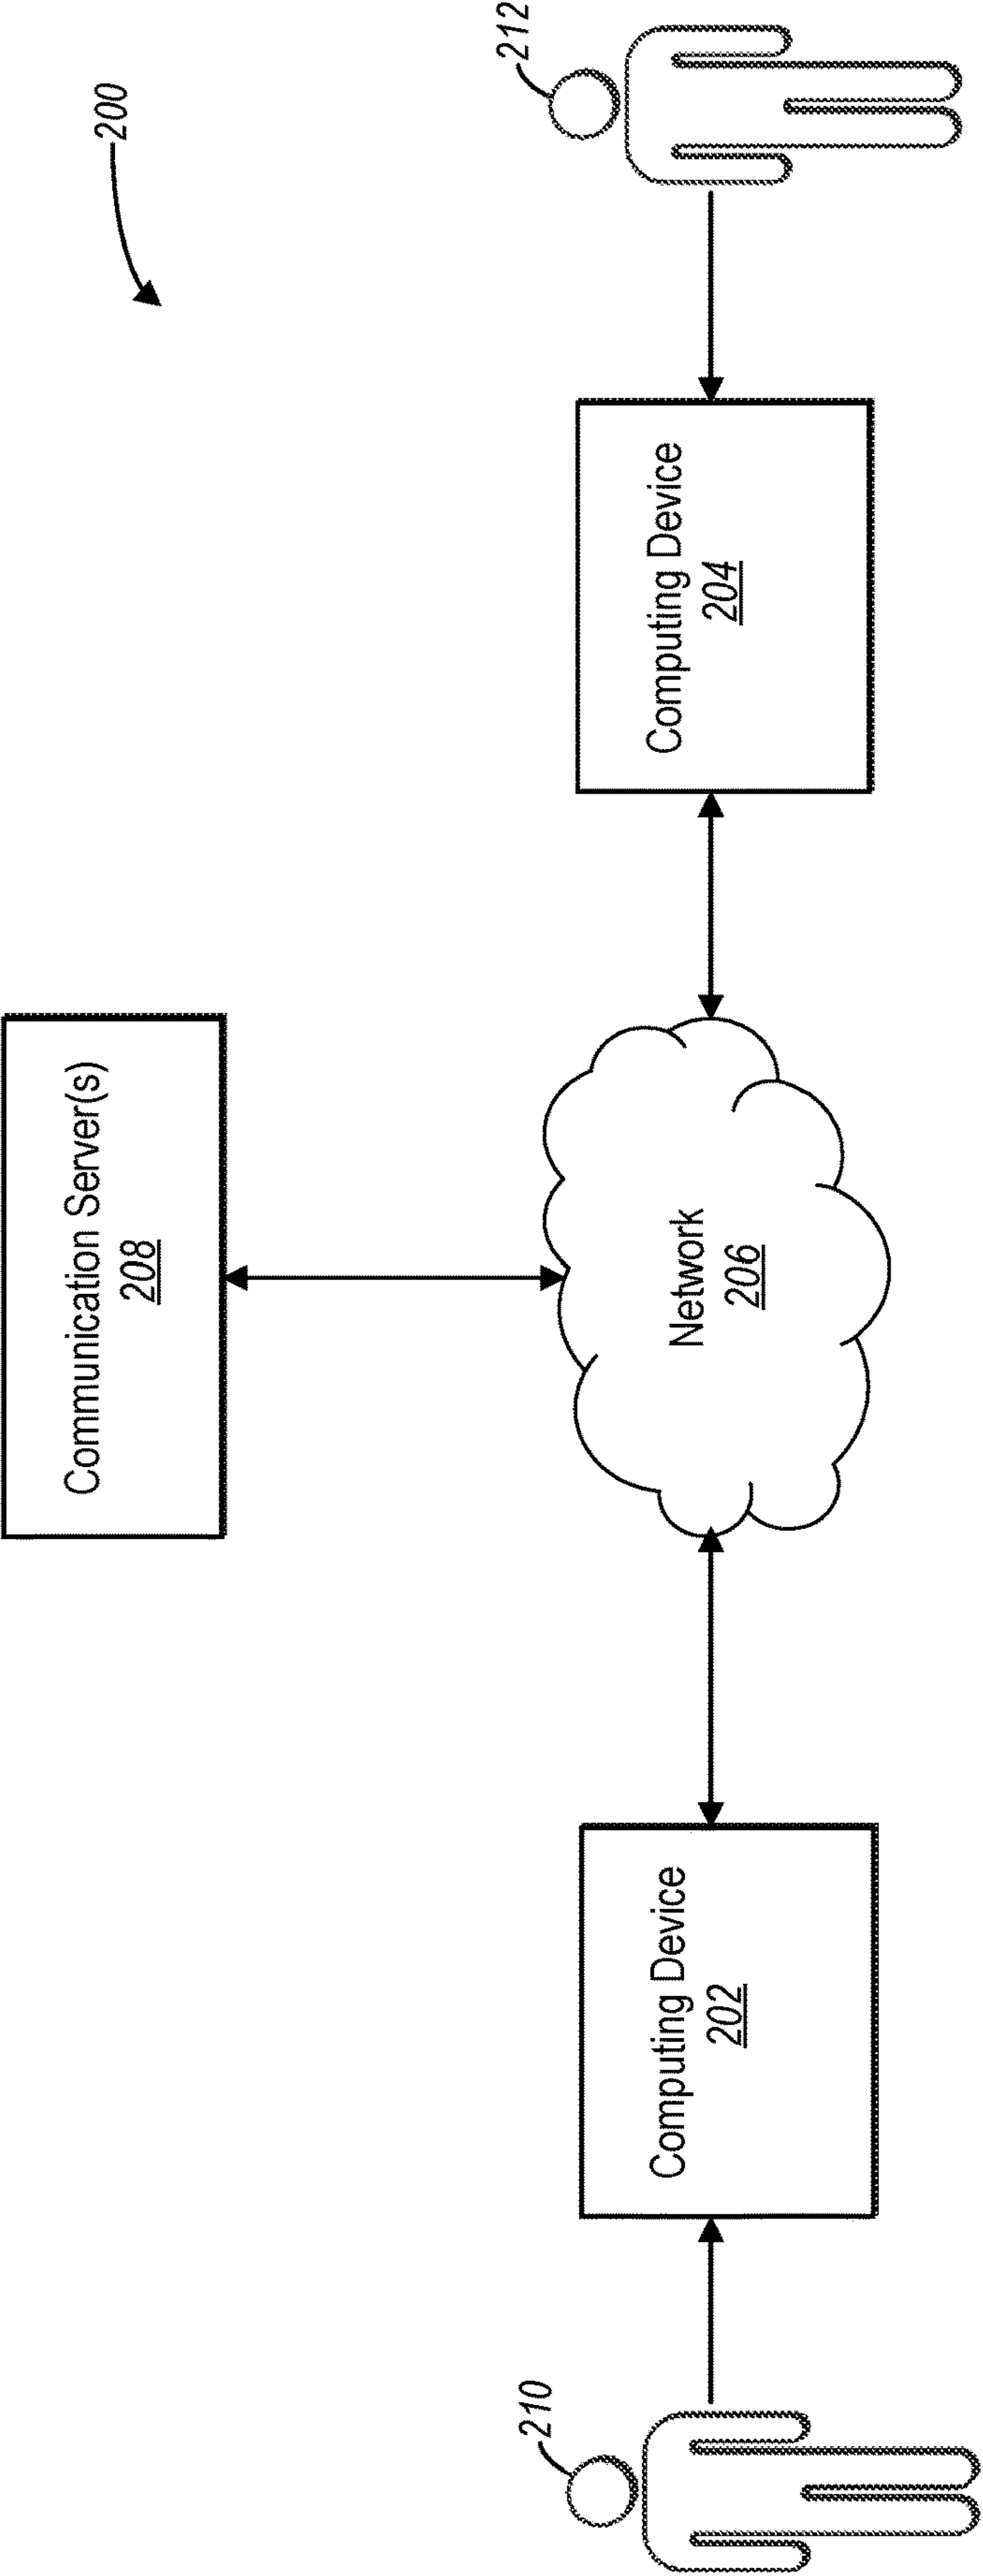 200
Communication Server(s)
208
210
212
Computing Device
202
Network
206
Computing Device
204